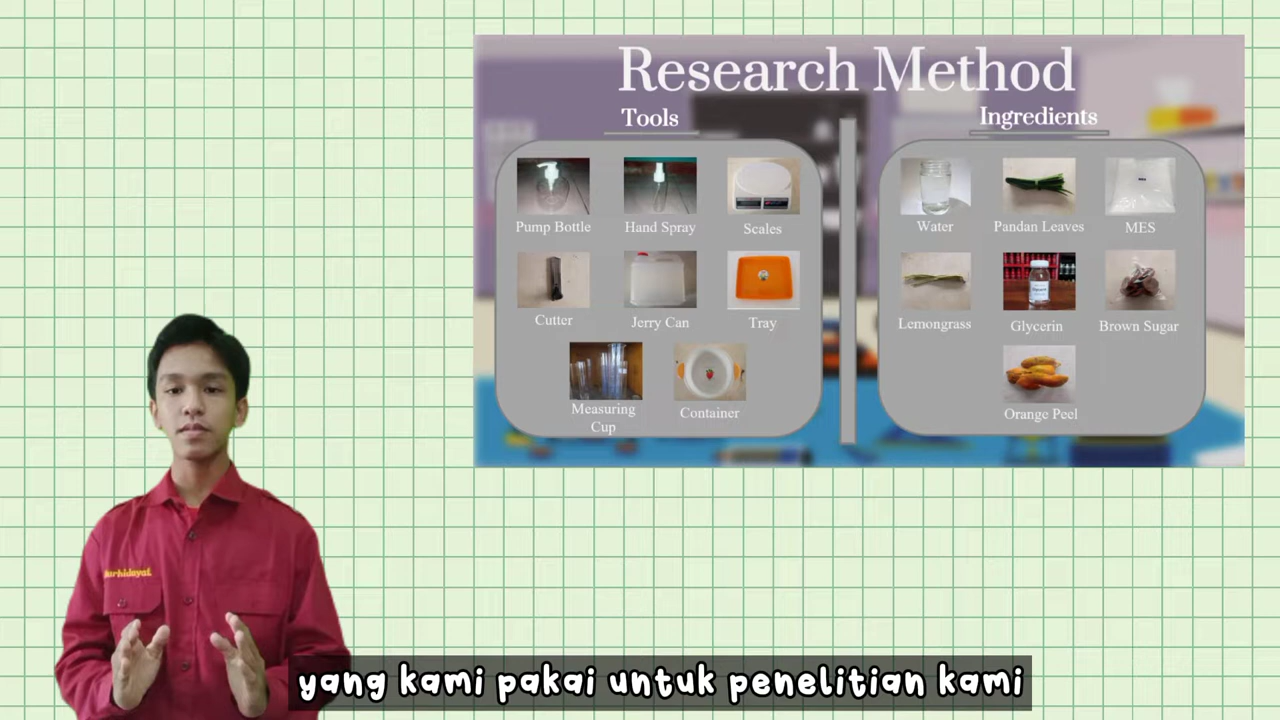 Research Method
Tools
Ingredients
Pump Bottle
Hand Spray
Scales
Cutter
Jerry Can
Tray
Measuring
Cup
Container
Water
Pandan Leaves
MES
Lemongrass
Glycerin
Brown Sugar
Orange Peel
Nurhidayat
yang kami pakai untuk penelitian kami